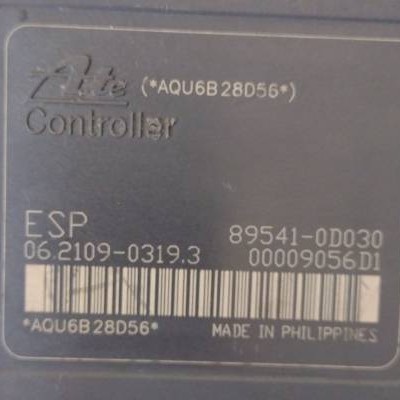 Ate (*AQU6B28D56*)
Controller
ESP 89541-0D030
06.2109-0319.3 00009056D1
*AQU6B28D56* MADE IN PHILIPPINES